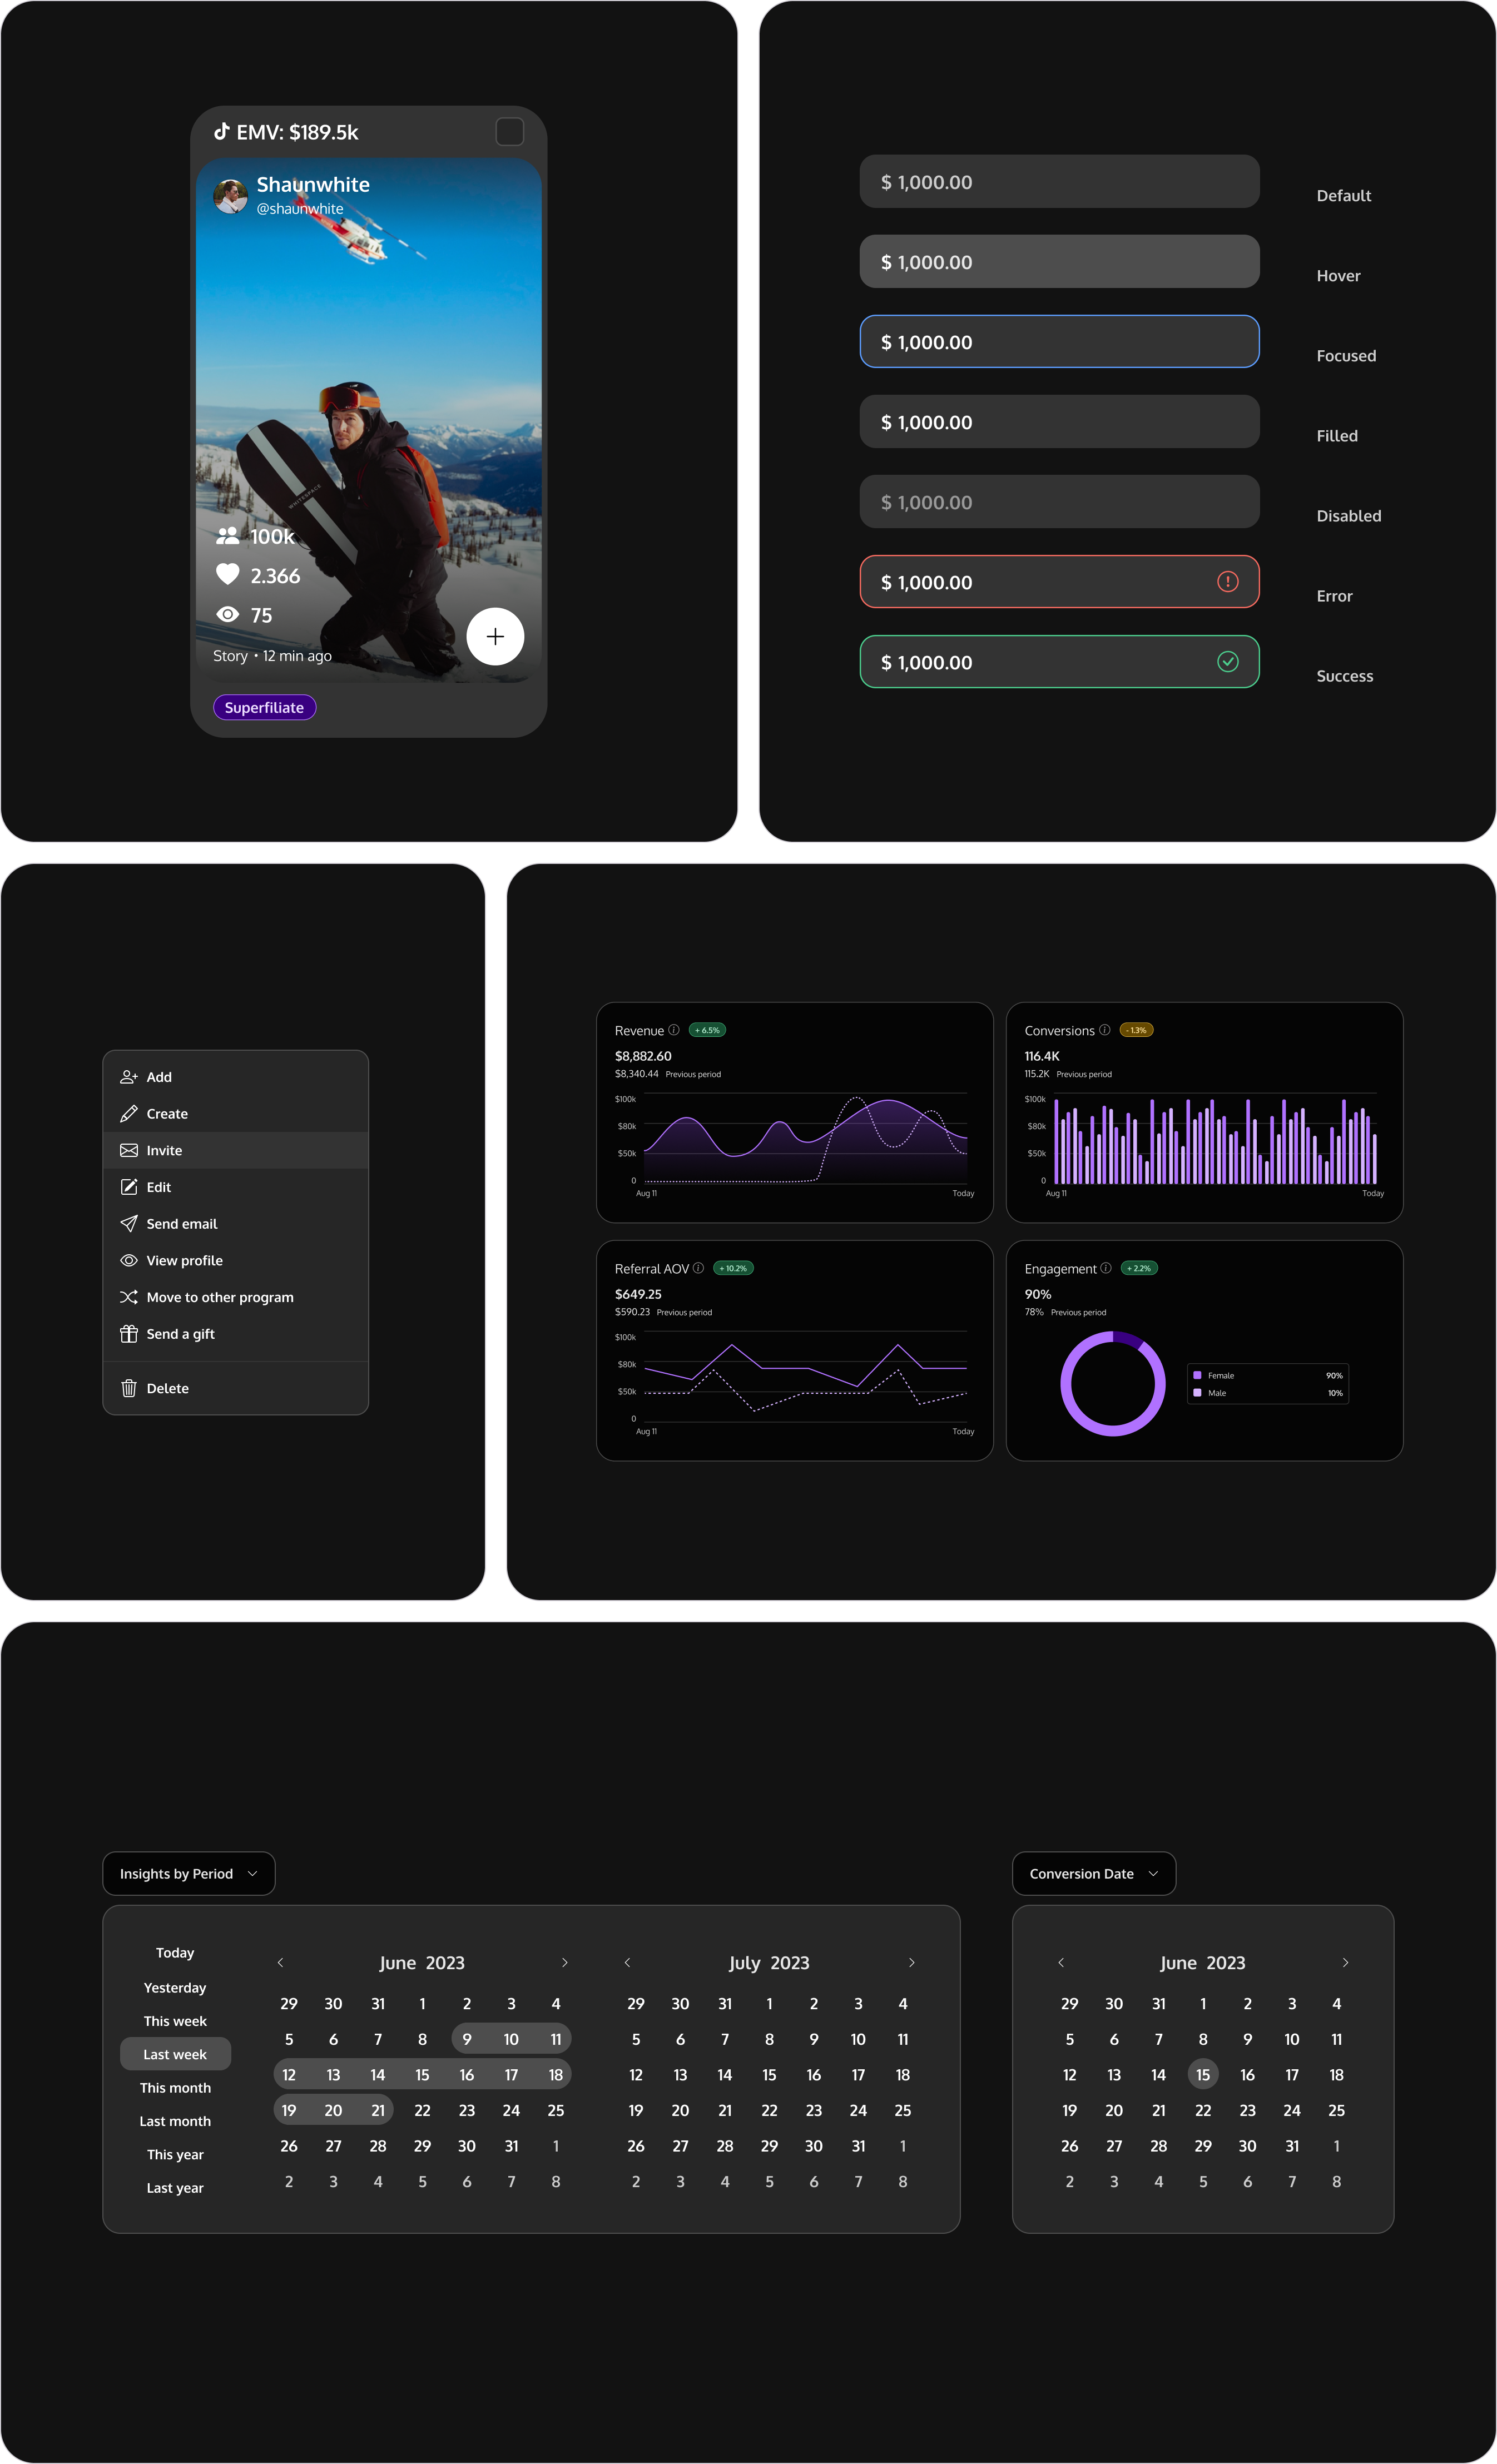 EMV: $189.5k
Shaunwhite
@shaunwhite
WHITESPACE
100k
2.366
75
Story • 12 min ago
Superfiliate
$ 1,000.00
Default
$ 1,000.00
Hover
$ 1,000.00
Focused
$ 1,000.00
Filled
$ 1,000.00
Disabled
$ 1,000.00
Error
$ 1,000.00
Success
Add
Create
Invite
Edit
Send email
View profile
Move to other program
Send a gift
Delete
Revenue + 6.5%
$8,882.60
$8,340.44 Previous period
$100k
$80k
$50k
0
Aug 11 Today
Conversions - 1.3%
116.4K
115.2K Previous period
$100k
$80k
$50k
0
Aug 11 Today
Referral AOV + 10.2%
$649.25
$590.23 Previous period
$100k
$80k
$50k
0
Aug 11 Today
Engagement + 2.2%
90%
78% Previous period
Female 90%
Male 10%
Insights by Period
Today
Yesterday
This week
Last week
This month
Last month
This year
Last year
June 2023
29 30 31 1 2 3 4
5 6 7 8 9 10 11
12 13 14 15 16 17 18
19 20 21 22 23 24 25
26 27 28 29 30 31 1
2 3 4 5 6 7 8
July 2023
29 30 31 1 2 3 4
5 6 7 8 9 10 11
12 13 14 15 16 17 18
19 20 21 22 23 24 25
26 27 28 29 30 31 1
2 3 4 5 6 7 8
Conversion Date
June 2023
29 30 31 1 2 3 4
5 6 7 8 9 10 11
12 13 14 15 16 17 18
19 20 21 22 23 24 25
26 27 28 29 30 31 1
2 3 4 5 6 7 8